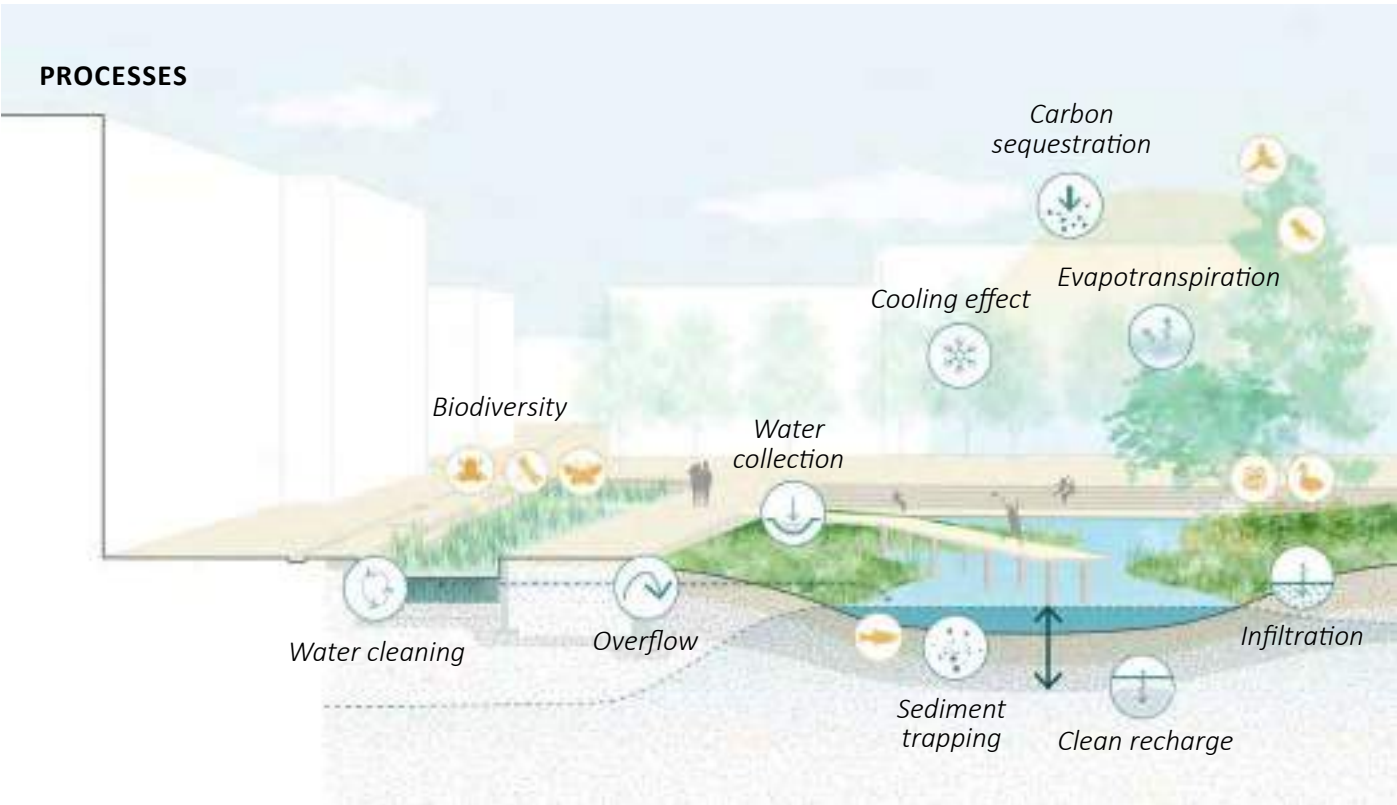 PROCESSES
Carbon
sequestration
Evapotranspiration
Cooling effect
Biodiversity
Water
collection
Water cleaning
Overflow
Infiltration
Sediment
trapping
Clean recharge